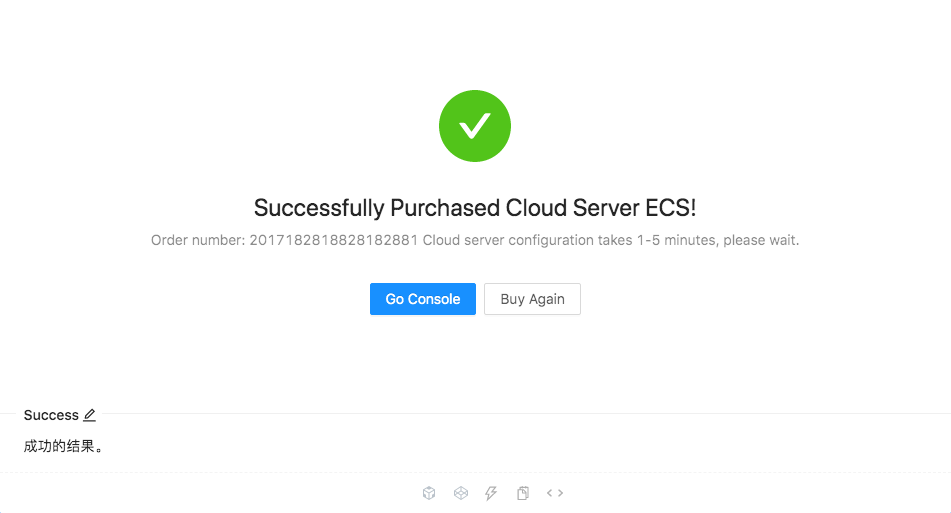 Successfully Purchased Cloud Server ECS!
Order number: 2017182818828182881 Cloud server configuration takes 1-5 minutes, please wait.
Go Console
Buy Again
Success
成功的结果。